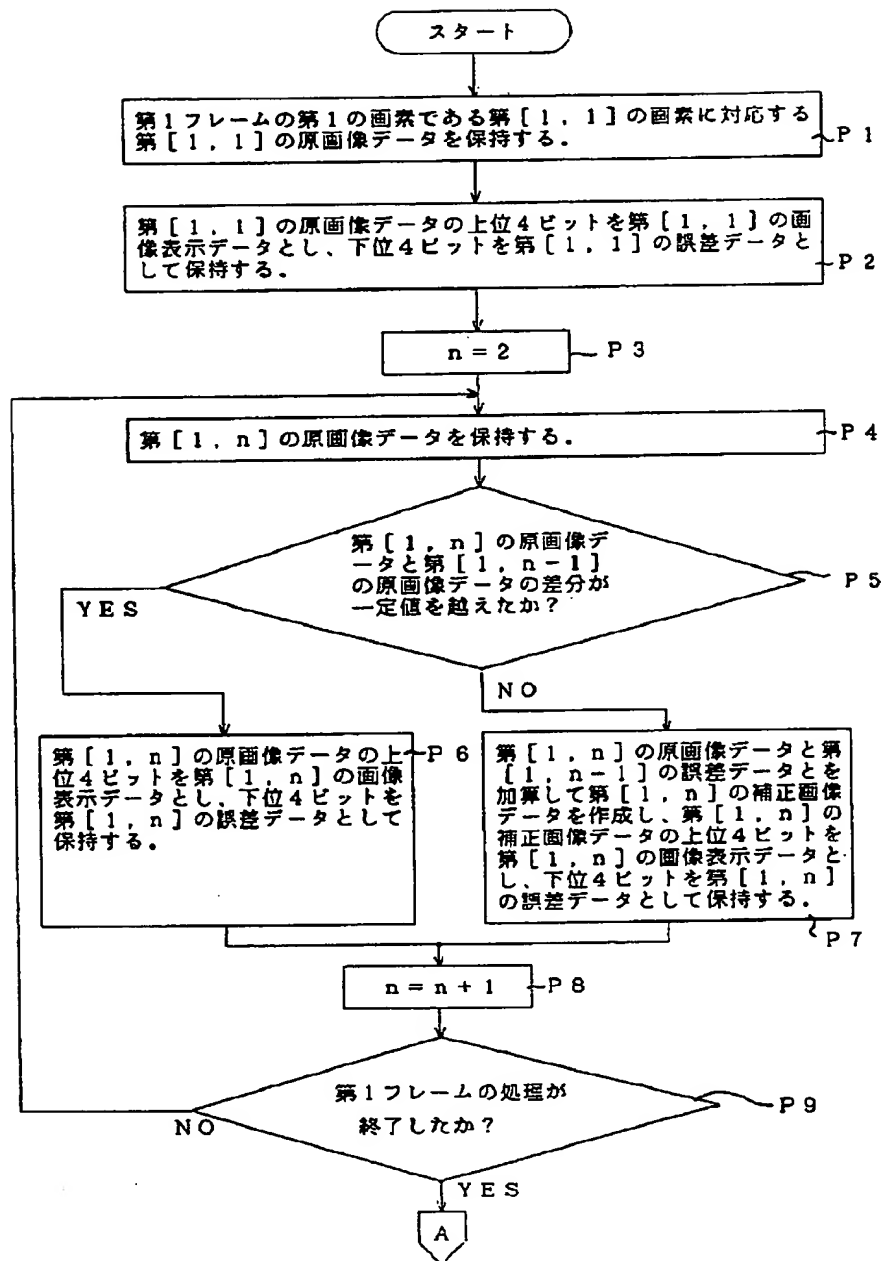 スタート
第1フレームの第1の画素である第[1,1]の画素に対応する
第[1,1]の原画像データを保持する。
P1
第[1,1]の原画像データの上位4ビットを第[1,1]の画
像表示データとし、下位4ビットを第[1,1]の誤差データと
して保持する。
P2
n=2
P3
第[1,n]の原画像データを保持する。
P4
第[1,n]の原画像デ
ータと第[1,n-1]
の原画像データの差分が
一定値を越えたか?
P5
YES
NO
第[1,n]の原画像データの上
位4ビットを第[1,n]の画像
表示データとし、下位4ビットを
第[1,n]の誤差データとして
保持する。
P6
第[1,n]の原画像データと第
[1,n-1]の誤差データとを
加算して第[1,n]の補正画像
データを作成し、第[1,n]の
補正画像データの上位4ビットを
第[1,n]の画像表示データと
し、下位4ビットを第[1,n]
の誤差データとして保持する。
P7
n=n+1
P8
第1フレームの処理が
終了したか?
P9
NO
YES
A